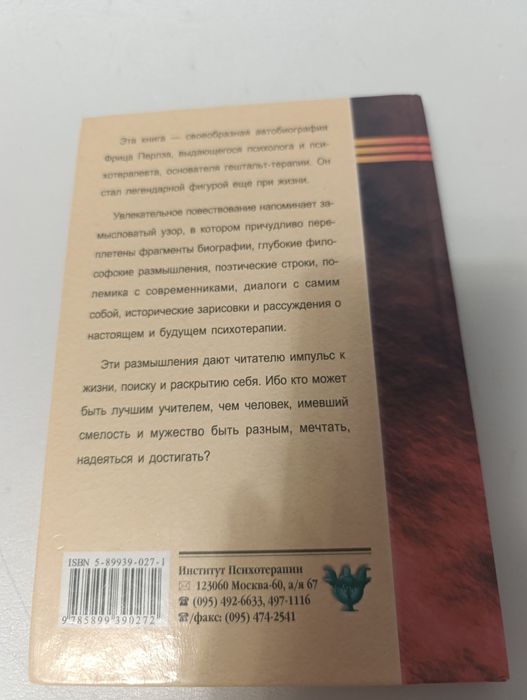 Эта книга — своеобразная автобиография
Фрица Перлза, выдающегося психолога и пси-
хотерапевта, основателя гештальт-терапии. Он
стал легендарной фигурой еще при жизни.
Увлекательное повествование напоминает за-
мысловатый узор, в котором причудливо пере-
плетены фрагменты биографии, глубокие фило-
софские размышления, поэтические строки, по-
лемика с современниками, диалоги с самим
собой, исторические зарисовки и рассуждения о
настоящем и будущем психотерапии.
Эти размышления дают читателю импульс к
жизни, поиску и раскрытию себя. Ибо кто может
быть лучшим учителем, чем человек, имевший
смелость и мужество быть разным, мечтать,
надеяться и достигать?
ISBN 5-89939-027-1
9785899390272
Институт Психотерапии
✉ 123060 Москва-60, а/я 67
☎ (095) 492-6633, 497-1116
☎/факс: (095) 474-2541